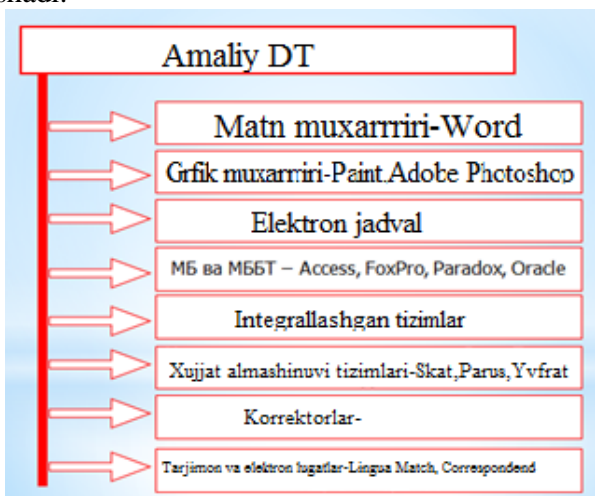 shadi.
Amaliy DT
Matn muxarrriri-Word
Grfik muxarrriri-Paint.Adobe Photoshop
Elektron jadval
МБ ва МББТ – Access, FoxPro, Paradox, Oracle
Integrallashgan tizimlar
Xujjat almashinuvi tizimlari-Skat,Parus,Yvfrat
Korrektorlar-
Tarjimon va elektron lugatlar-Lingua Match, Correspondend